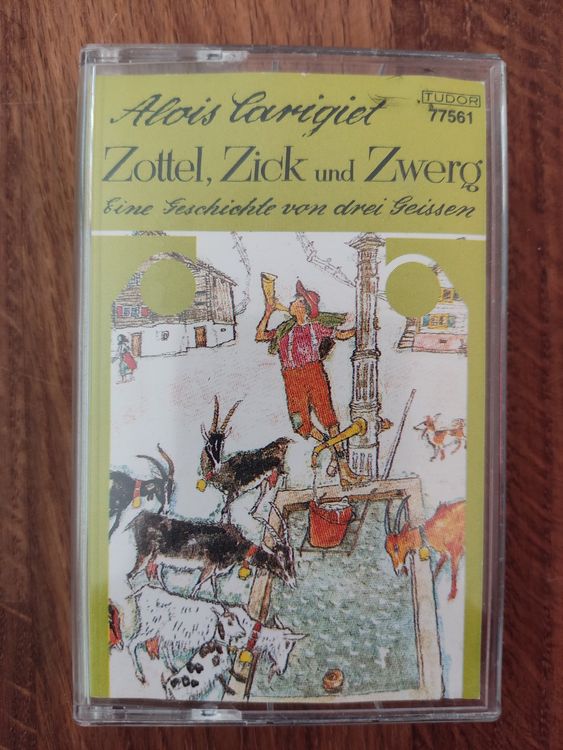 Alois Carigiet
TUDOR
77561
Zottel, Zick und Zwerg
Eine Geschichte von drei Geissen